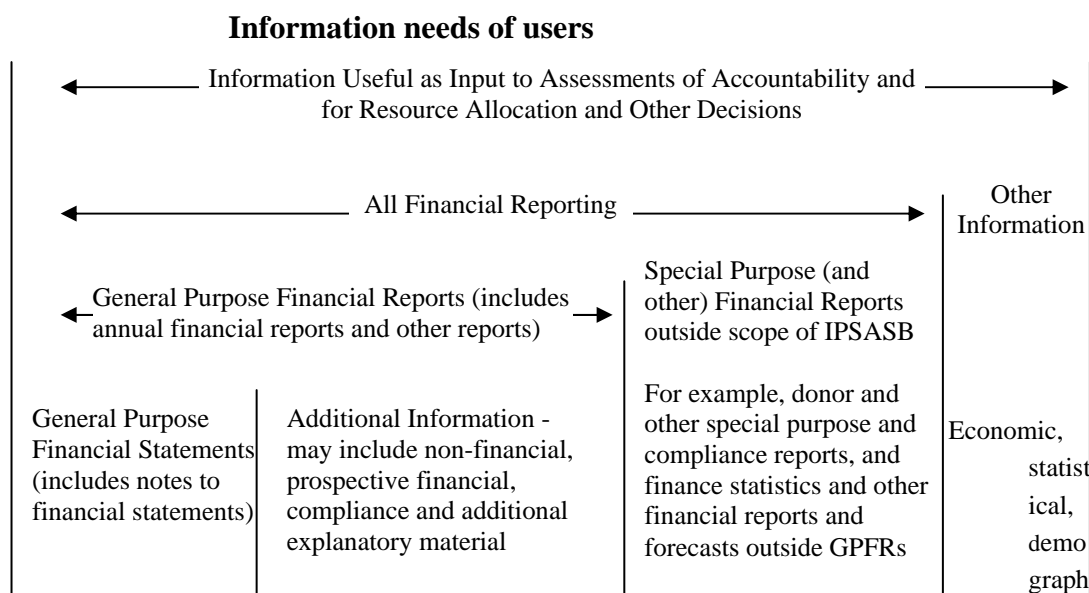 Information needs of users
Information Useful as Input to Assessments of Accountability and
for Resource Allocation and Other Decisions
All Financial Reporting
Other
Information
General Purpose Financial Reports (includes
annual financial reports and other reports)
Special Purpose (and
other) Financial Reports
outside scope of IPSASB
General Purpose
Financial Statements
(includes notes to
financial statements)
Additional Information -
may include non-financial,
prospective financial,
compliance and additional
explanatory material
For example, donor and
other special purpose and
compliance reports, and
finance statistics and other
financial reports and
forecasts outside GPFRs
Economic,
statist
ical,
demo
graph